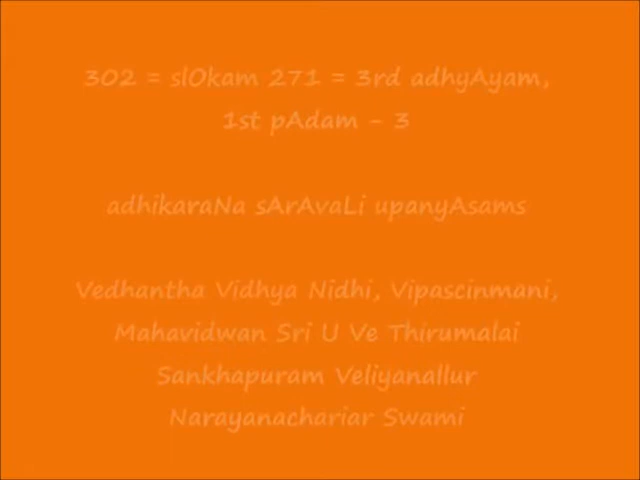 302 = slOkam 271 = 3rd adhyAyam,
1st pAdam - 3
adhikaraNa sArAvaLi upanyAsams
Vedhantha Vidhya Nidhi, Vipascinmani,
Mahavidwan Sri U Ve Thirumalai
Sankhapuram Veliyanallur
Narayanachariar Swami